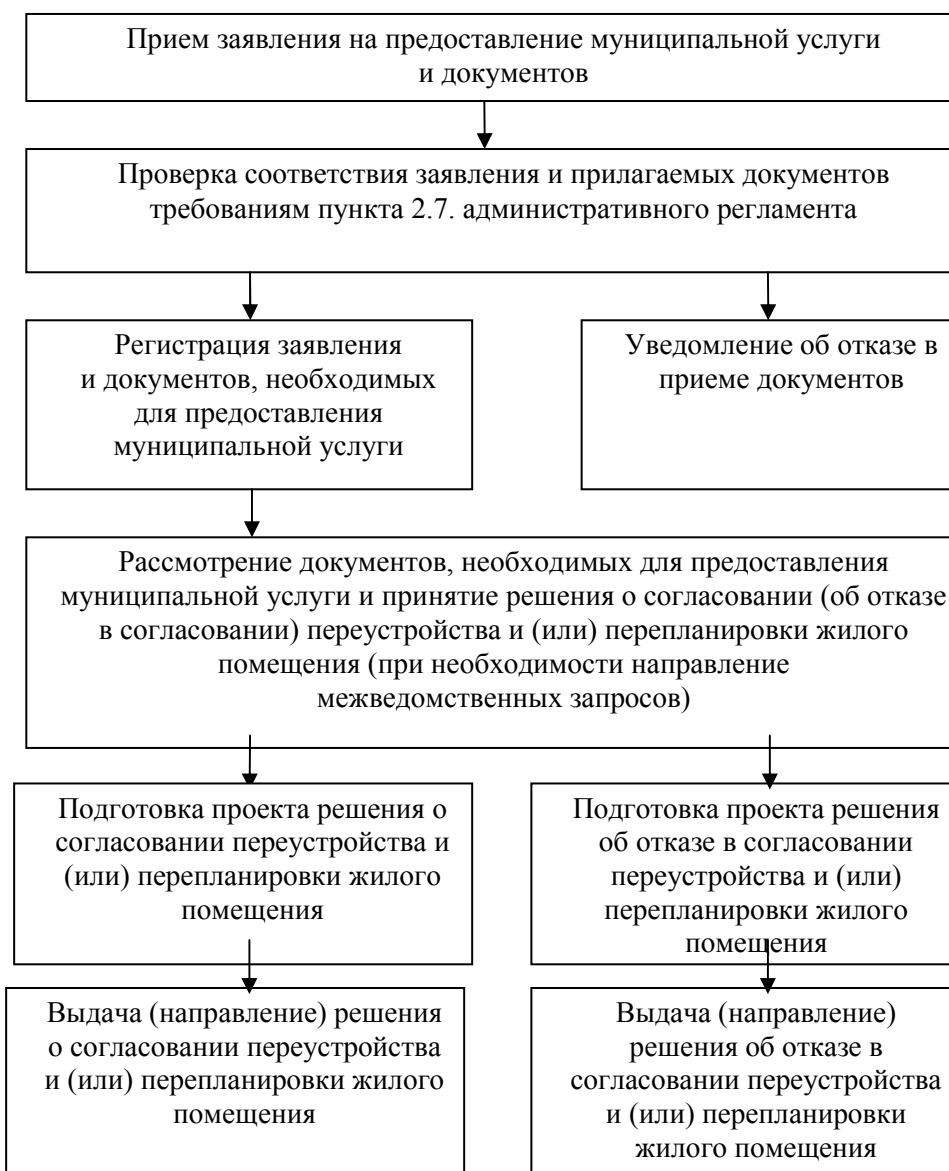 Прием заявления на предоставление муниципальной услуги
и документов
Проверка соответствия заявления и прилагаемых документов
требованиям пункта 2.7. административного регламента
Регистрация заявления
и документов, необходимых
для предоставления
муниципальной услуги
Уведомление об отказе в
приеме документов
Рассмотрение документов, необходимых для предоставления
муниципальной услуги и принятие решения о согласовании (об отказе
в согласовании) переустройства и (или) перепланировки жилого
помещения (при необходимости направление
межведомственных запросов)
Подготовка проекта решения о
согласовании переустройства и
(или) перепланировки жилого
помещения
Подготовка проекта решения
об отказе в согласовании
переустройства и (или)
перепланировки жилого
помещения
Выдача (направление) решения
о согласовании переустройства
и (или) перепланировки жилого
помещения
Выдача (направление)
решения об отказе в
согласовании переустройства
и (или) перепланировки
жилого помещения